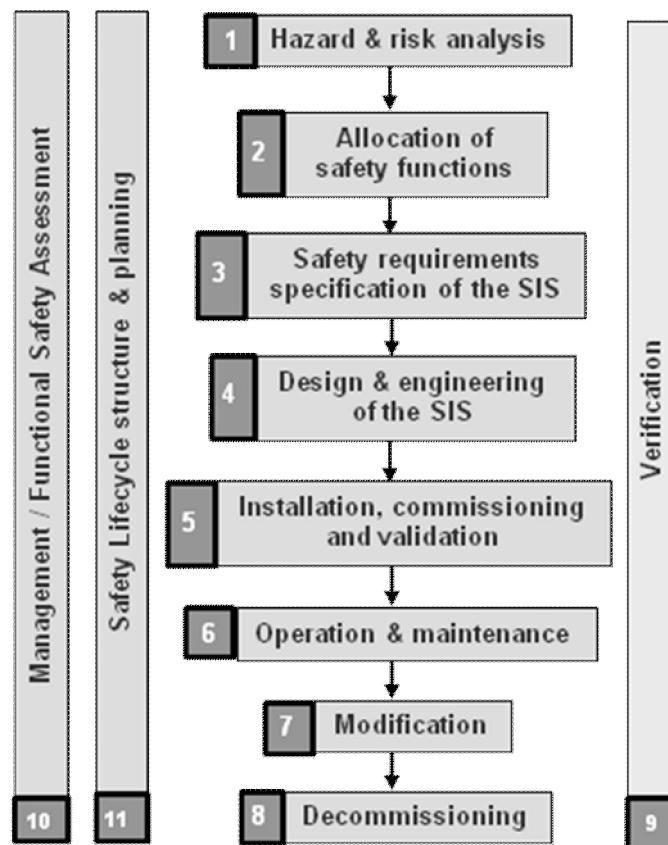 1 Hazard & risk analysis
2 Allocation of
safety functions
3 Safety requirements
specification of the SIS
4 Design & engineering
of the SIS
5 Installation, commissioning
and validation
6 Operation & maintenance
7 Modification
8 Decommissioning
Management / Functional Safety Assessment
10
Safety Lifecycle structure & planning
11
Verification
9